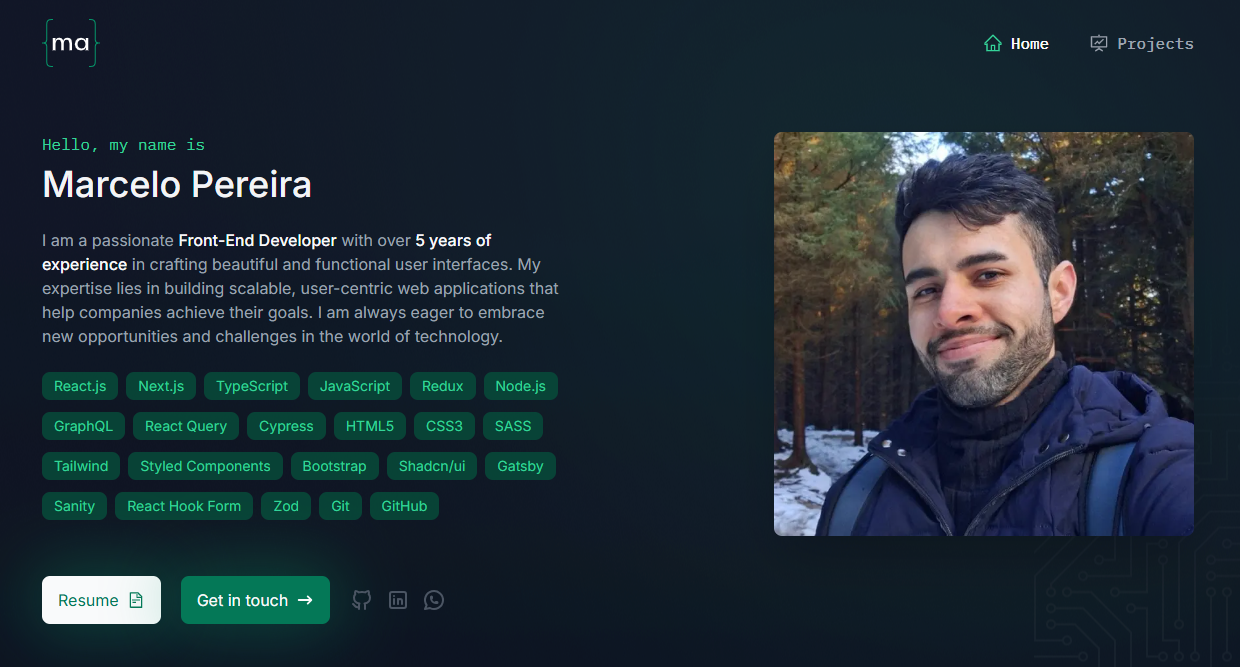 {ma}
Home
Projects
Hello, my name is
Marcelo Pereira
I am a passionate Front-End Developer with over 5 years of
experience in crafting beautiful and functional user interfaces. My
expertise lies in building scalable, user-centric web applications that
help companies achieve their goals. I am always eager to embrace
new opportunities and challenges in the world of technology.
React.js Next.js TypeScript JavaScript Redux Node.js
GraphQL React Query Cypress HTML5 CSS3 SASS
Tailwind Styled Components Bootstrap Shadcn/ui Gatsby
Sanity React Hook Form Zod Git GitHub
Resume
Get in touch →
in